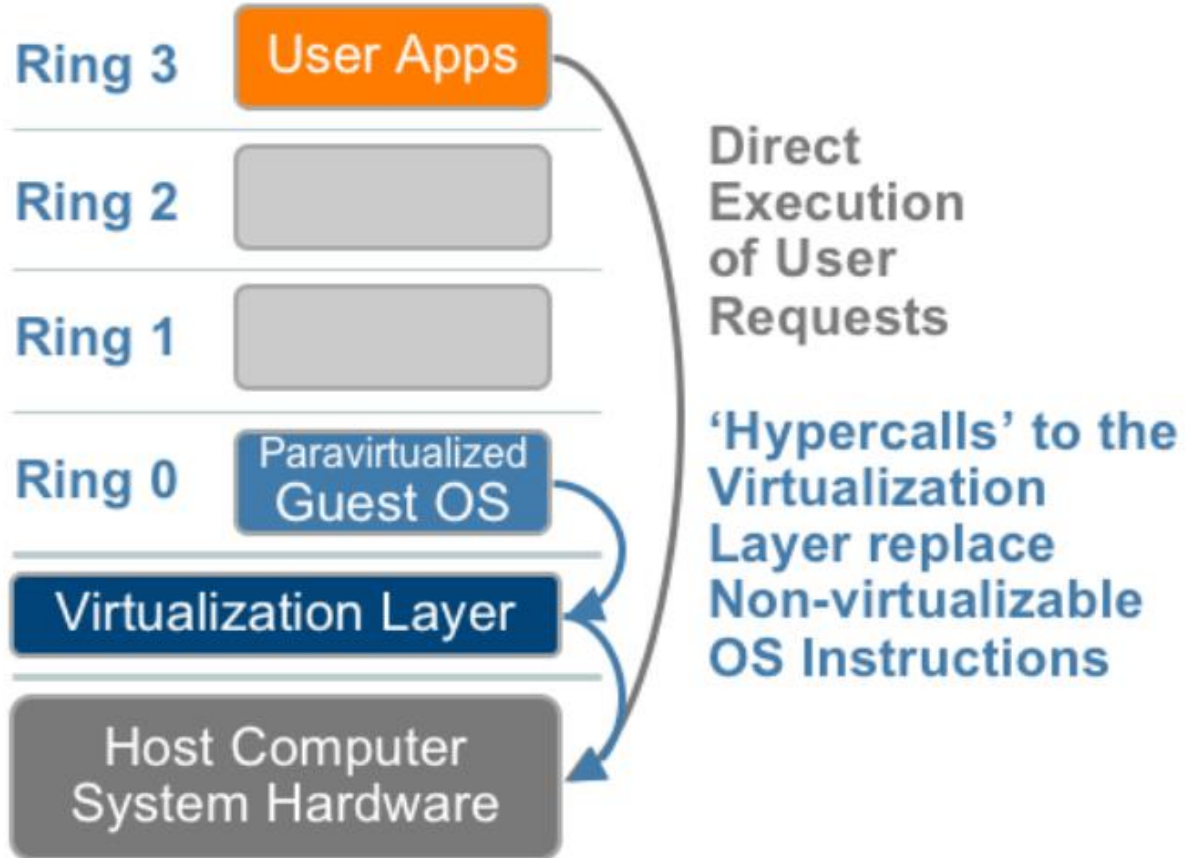 Ring 3
User Apps
Ring 2
Ring 1
Ring 0
Paravirtualized
Guest OS
Virtualization Layer
Host Computer
System Hardware
Direct
Execution
of User
Requests
‘Hypercalls’ to the
Virtualization
Layer replace
Non-virtualizable
OS Instructions